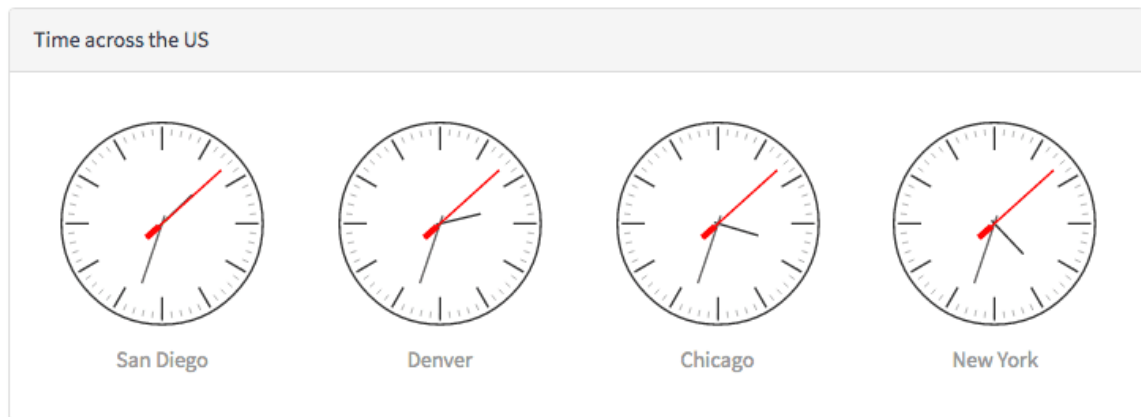 Time across the US
San Diego
Denver
Chicago
New York